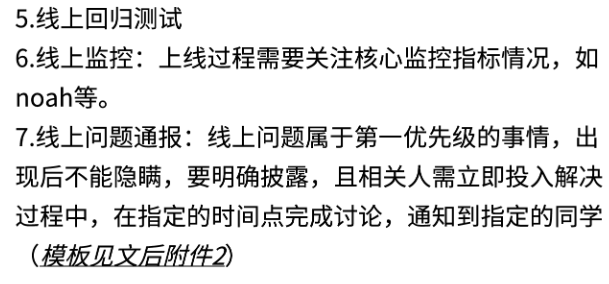 5.线上回归测试
6.线上监控：上线过程需要关注核心监控指标情况，如
noah等。
7.线上问题通报：线上问题属于第一优先级的事情，出
现后不能隐瞒，要明确披露，且相关人需立即投入解决
过程中，在指定的时间点完成讨论，通知到指定的同学
（模板见文后附件2）